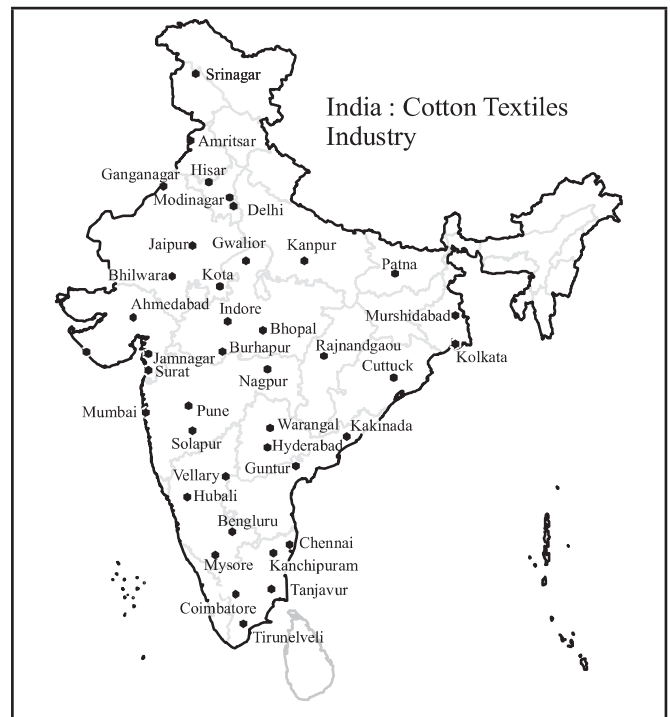 Srinagar
India : Cotton Textiles
Industry
Amritsar
Ganganagar
Hisar
Modinagar
Delhi
Jaipur
Gwalior
Kanpur
Patna
Bhilwara
Kota
Ahmedabad
Indore
Murshidabad
Bhopal
Jamnagar
Burhapur
Rajnandgaou
Kolkata
Surat
Nagpur
Cuttuck
Mumbai
Pune
Warangal
Kakinada
Solapur
Hyderabad
Guntur
Vellary
Hubali
Bengluru
Chennai
Mysore
Kanchipuram
Tanjavur
Coimbatore
Tirunelveli